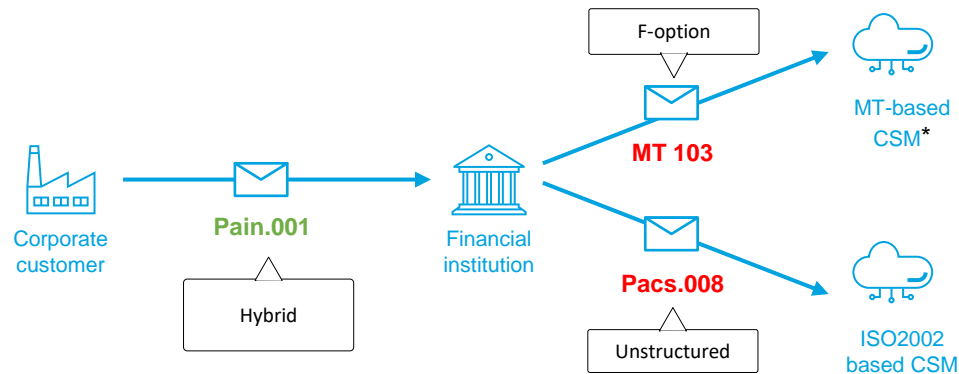 F-option
MT-based
CSM*
MT 103
Pain.001
Corporate
customer
Financial
institution
Hybrid
Pacs.008
Unstructured
ISO2002
based CSM